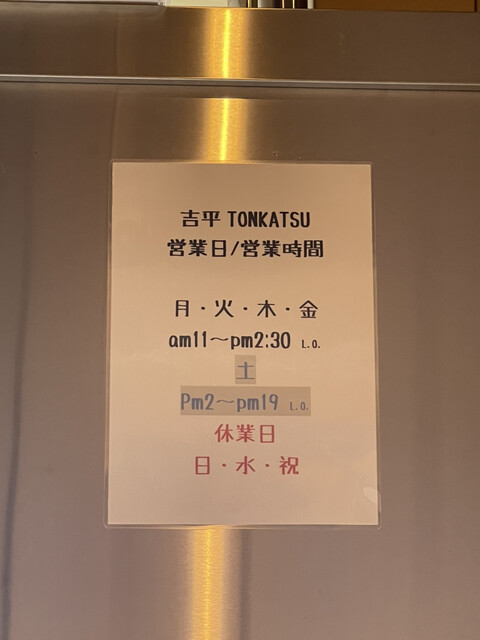 吉平 TONKATSU
営業日/営業時間
月・火・木・金
am11〜pm2:30 L.O.
土
Pm2〜pm19 L.O.
休業日
日・水・祝